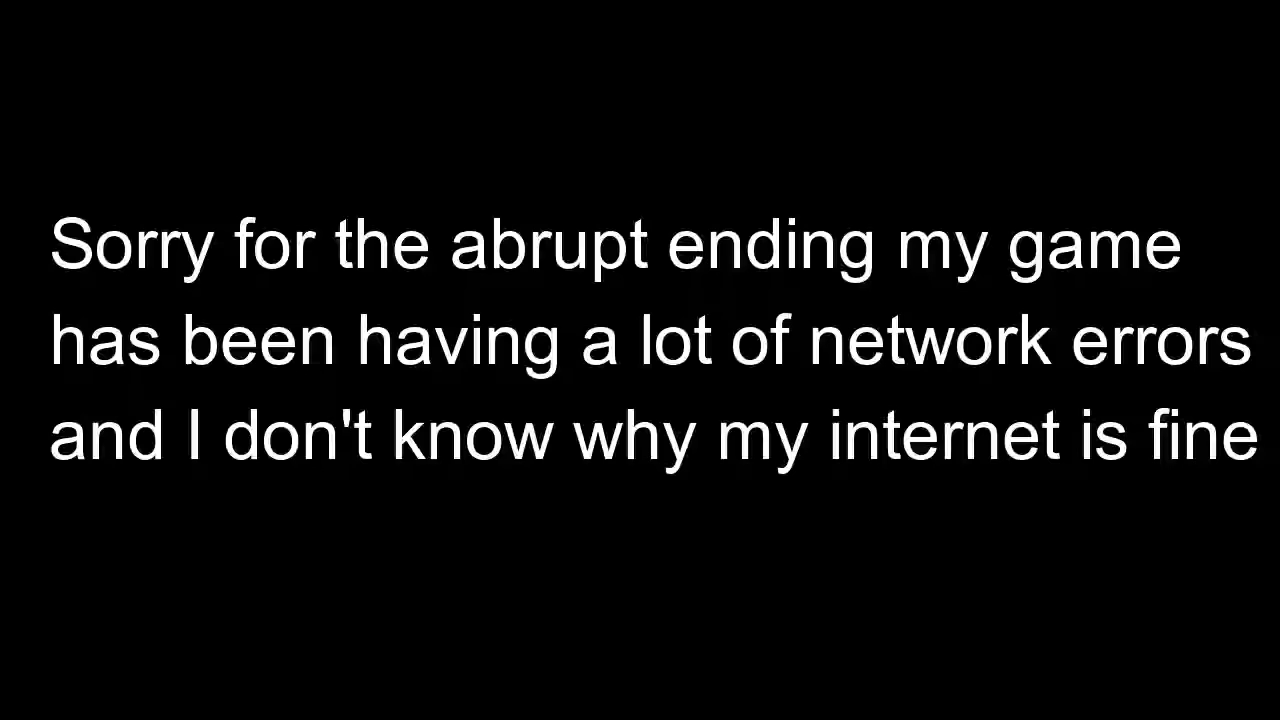 Sorry for the abrupt ending my game
has been having a lot of network errors
and I don't know why my internet is fine